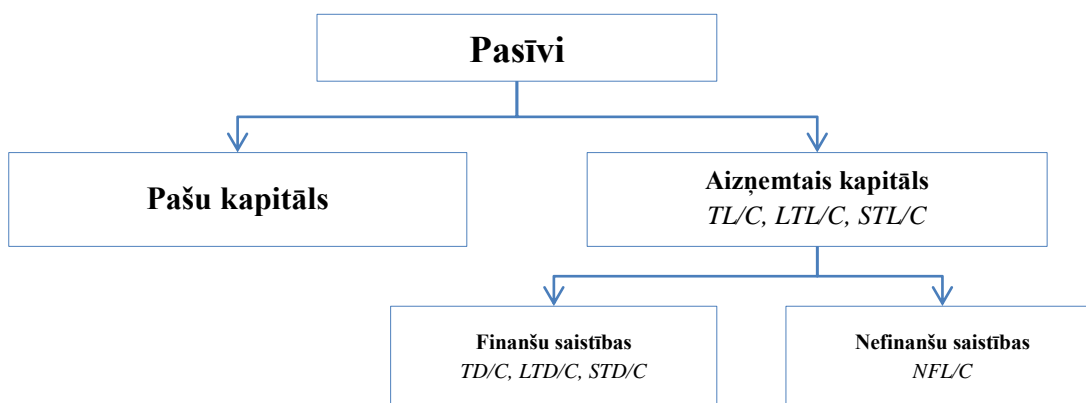 Pasīvi
Pašu kapitāls
Aizņemtais kapitāls
TL/C, LTL/C, STL/C
Finanšu saistības
TD/C, LTD/C, STD/C
Nefinanšu saistības
NFL/C